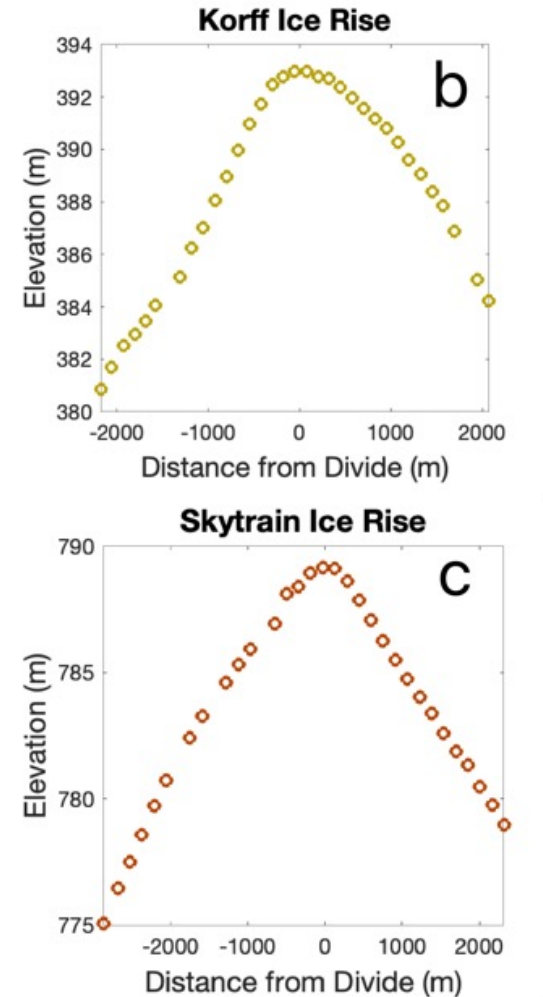 Korff Ice Rise
b
394
392
390
388
386
384
382
380
Elevation (m)
-2000 -1000 0 1000 2000
Distance from Divide (m)
Skytrain Ice Rise
c
790
785
780
775
Elevation (m)
-2000 -1000 0 1000 2000
Distance from Divide (m)